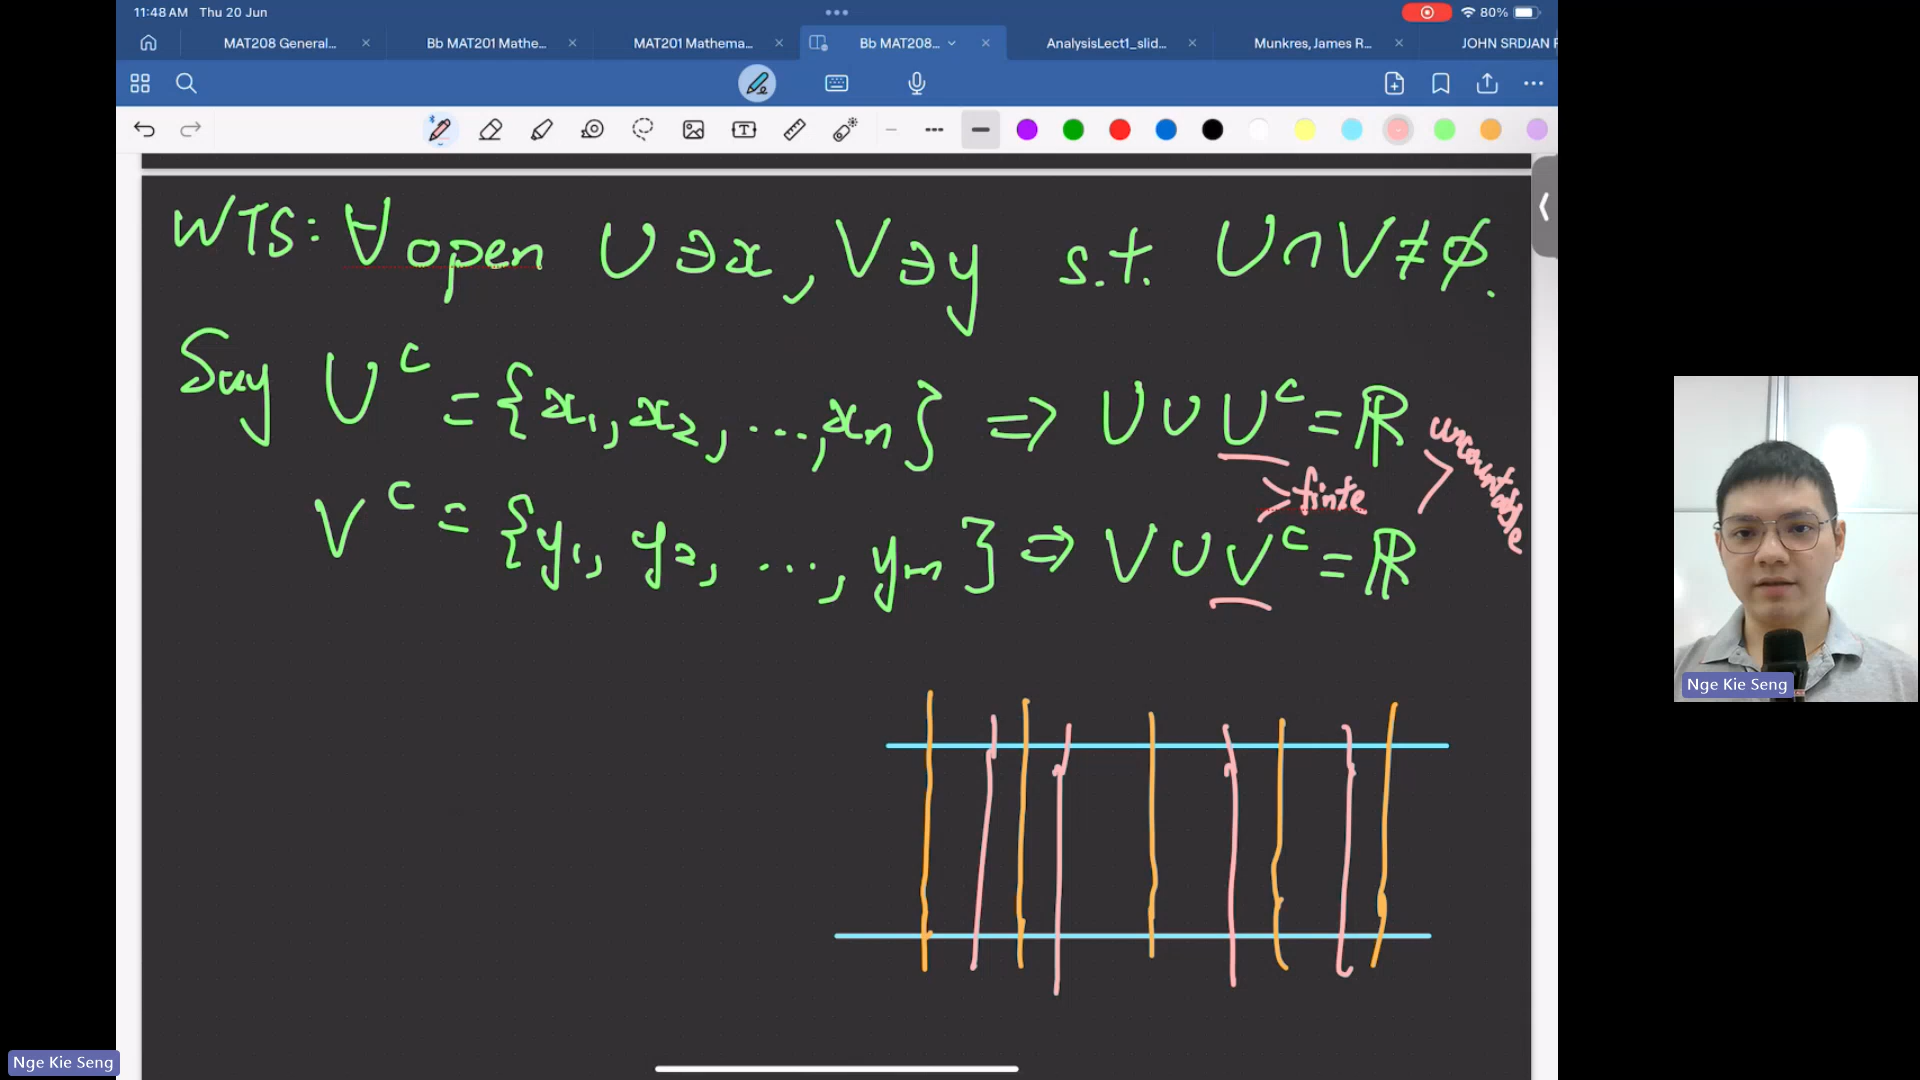 11:48 AM Thu 20 Jun
80%
MAT208 General...
Bb MAT201 Mathe...
MAT201 Mathema...
Bb MAT208...
AnalysisLect1_slid...
Munkres, James R...
JOHN SRDJAN P
WTS: ∀ open U∋x, V∋y s.t. U∩V≠∅.
Say U^c = {x₁, x₂, ..., xₙ} ⇒ U∪U^c = ℝ
finite
uncountable
V^c = {y₁, y₂, ..., yₘ} ⇒ V∪V^c = ℝ
Nge Kie Seng
Nge Kie Seng